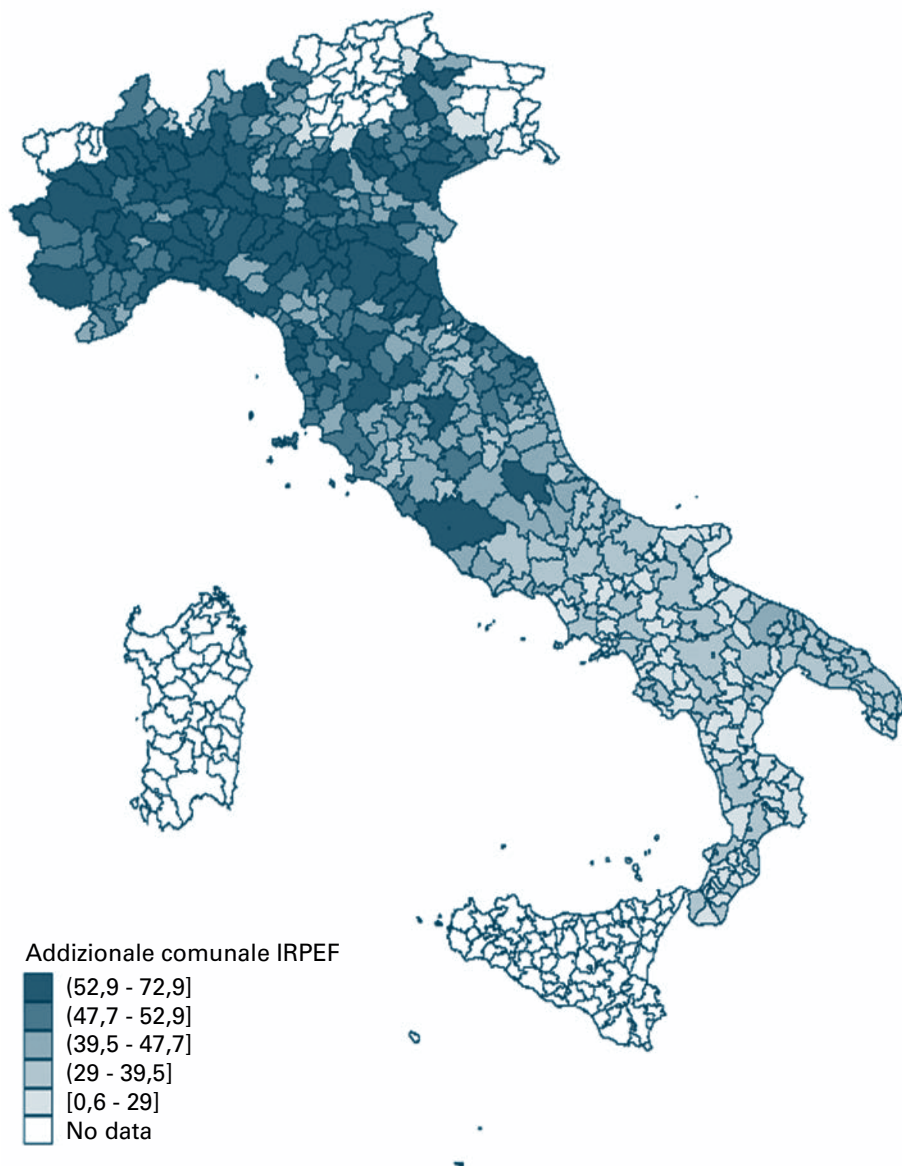 Addizionale comunale IRPEF
(52,9 - 72,9]
(47,7 - 52,9]
(39,5 - 47,7]
(29 - 39,5]
[0,6 - 29]
No data